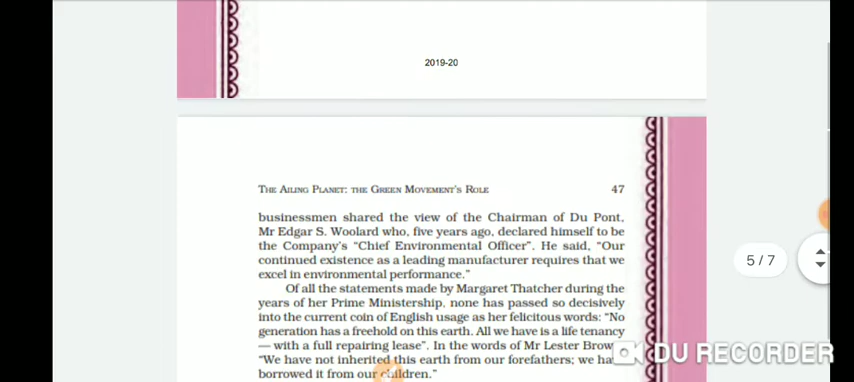 2019-20
THE AILING PLANET: THE GREEN MOVEMENT'S ROLE 47
businessmen shared the view of the Chairman of Du Pont,
Mr Edgar S. Woolard who, five years ago, declared himself to be
the Company's “Chief Environmental Officer”. He said, “Our
continued existence as a leading manufacturer requires that we
excel in environmental performance.”
Of all the statements made by Margaret Thatcher during the
years of her Prime Ministership, none has passed so decisively
into the current coin of English usage as her felicitous words: “No
generation has a freehold on this earth. All we have is a life tenancy
— with a full repairing lease”. In the words of Mr Lester Brow
“We have not inherited this earth from our forefathers; we ha
borrowed it from our children.”
5 / 7
DU RECORDER